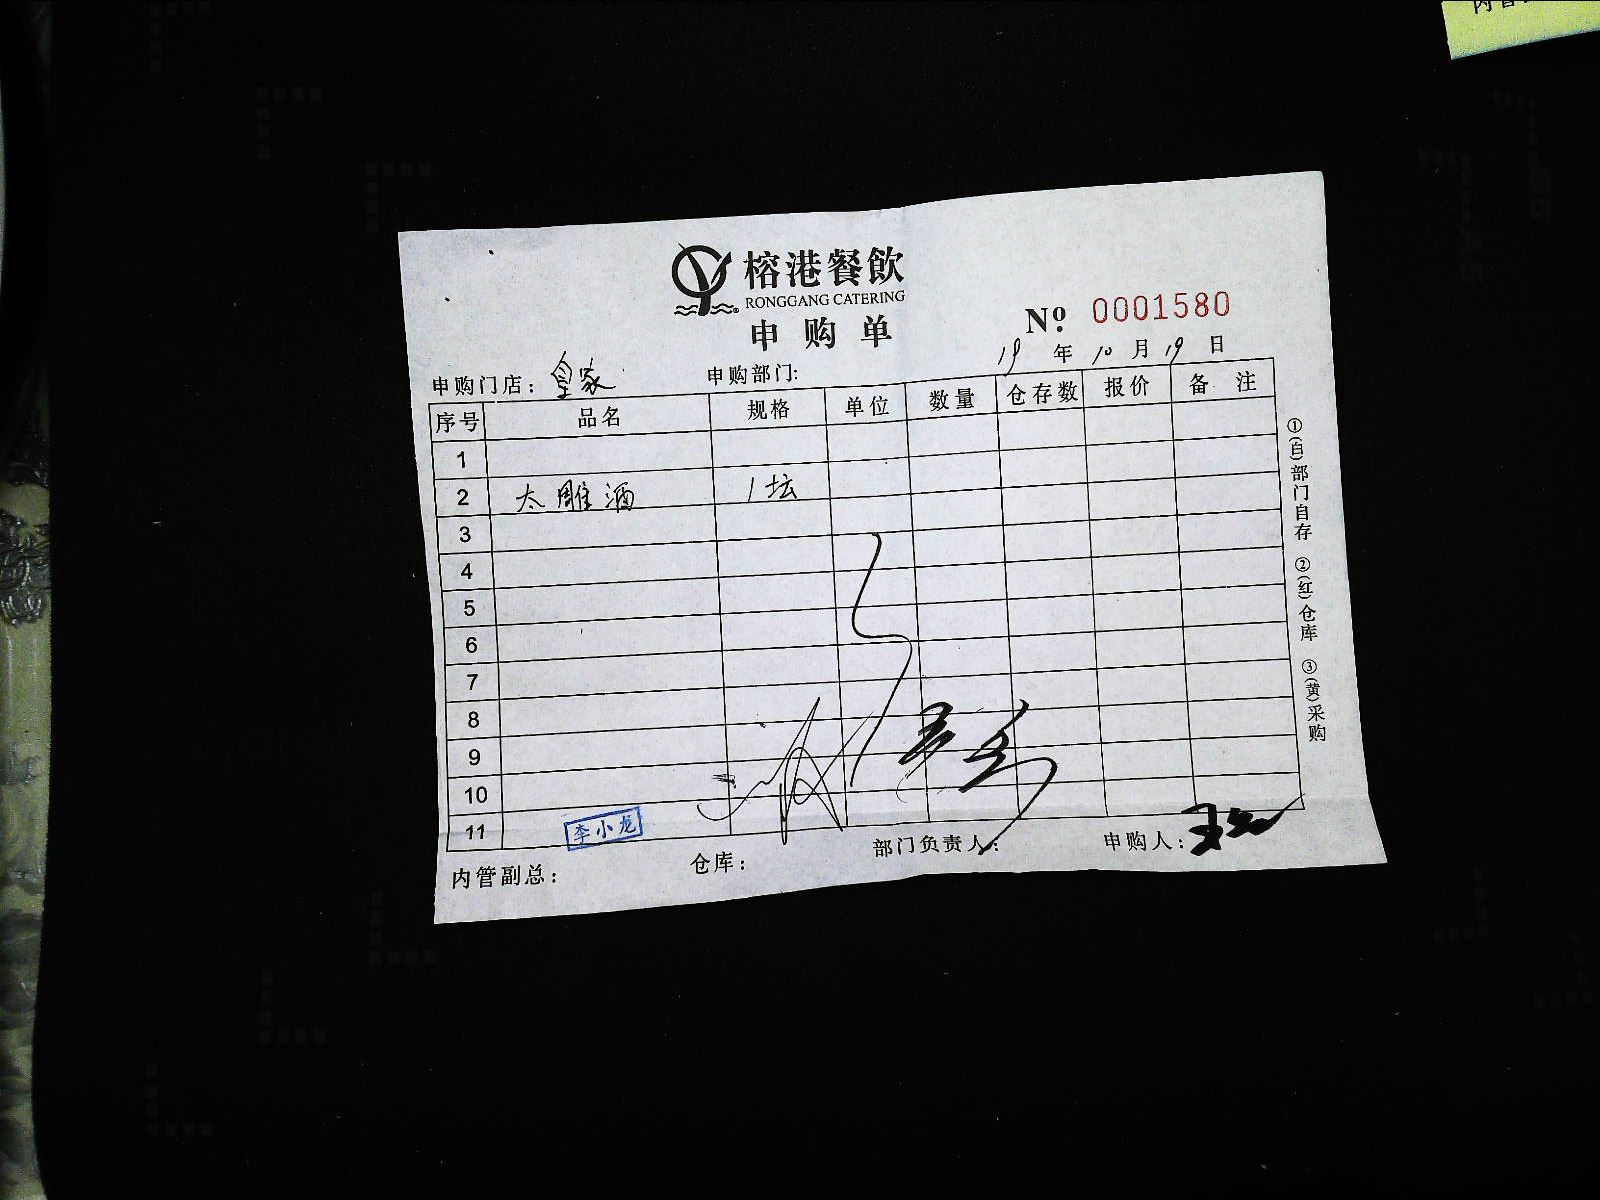 内管
榕港餐飲
RONGGANG CATERING
申购单
№ 0001580
19 年 10 月 19 日
申购门店：皇家 申购部门:
序号 品名 规格 单位 数量 仓存数 报价 备 注
1
2 太雕酒 1坛
3
4
5
6
7
8
9
10
11
李小龙
内管副总： 仓库： 部门负责人： 申购人：
①(白)部门自存 ②(红)仓库 ③(黄)采购